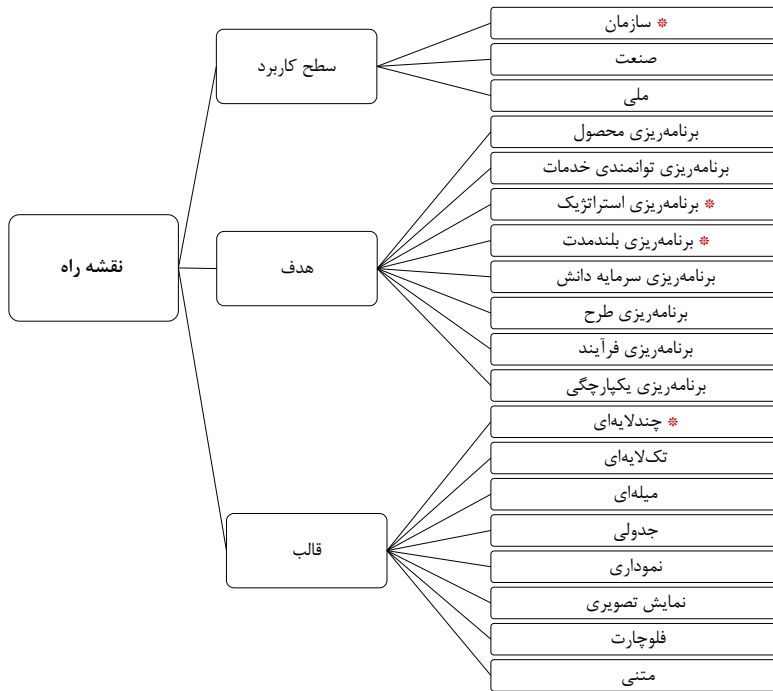 * سازمان
صنعت
ملی
سطح کاربرد
برنامه‌ریزی محصول
برنامه‌ریزی توانمندی خدمات
* برنامه‌ریزی استراتژیک
* برنامه‌ریزی بلندمدت
برنامه‌ریزی سرمایه دانش
برنامه‌ریزی طرح
برنامه‌ریزی فرآیند
برنامه‌ریزی یکپارچگی
هدف
نقشه راه
* چندلایه‌ای
تک‌لایه‌ای
میله‌ای
جدولی
نموداری
نمایش تصویری
فلوچارت
متنی
قالب